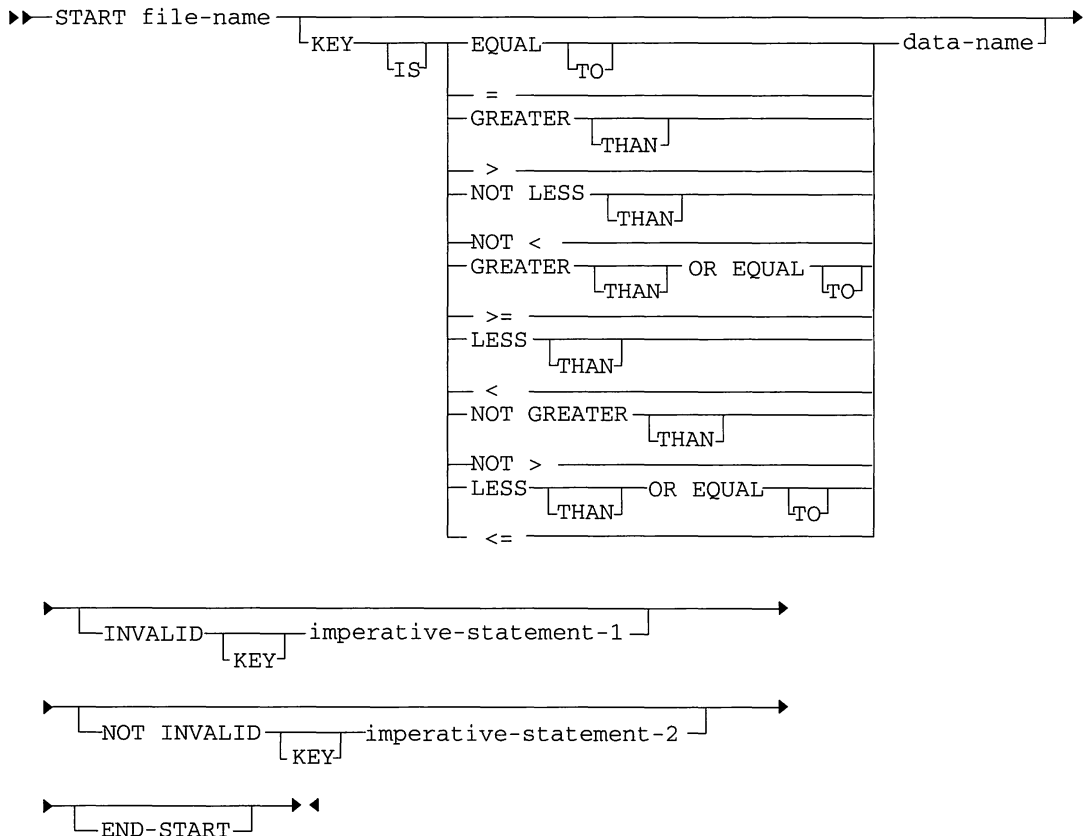 START file-name
KEY IS EQUAL TO data-name
=
GREATER THAN
>
NOT LESS THAN
NOT <
GREATER THAN OR EQUAL TO
>=
LESS THAN
<
NOT GREATER THAN
NOT >
LESS THAN OR EQUAL TO
<=
INVALID KEY imperative-statement-1
NOT INVALID KEY imperative-statement-2
END-START